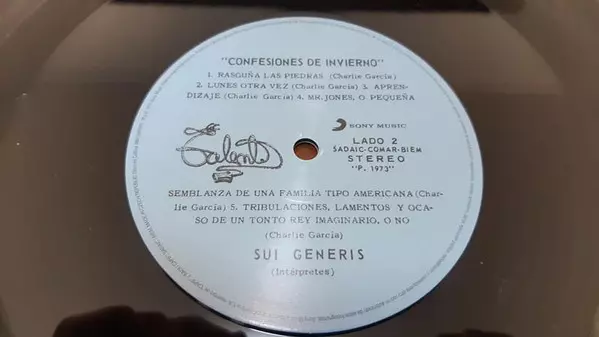 "CONFESIONES DE INVIERNO"
1. RASGUÑA LAS PIEDRAS (Charlie García)
2. LUNES OTRA VEZ (Charlie García) 3. APREN-
DIZAJE (Charlie García) 4. MR. JONES, O PEQUEÑA
Talent
SONY MUSIC
LADO 2
SADAIC-COMAR-BIEM
STEREO
"P. 1973"
SEMBLANZA DE UNA FAMILIA TIPO AMERICANA (Char-
lie García) 5. TRIBULACIONES, LAMENTOS Y OCA-
SO DE UN TONTO REY IMAGINARIO, O NO
(Charlie García)
SUI GENERIS
(Intérpretes)